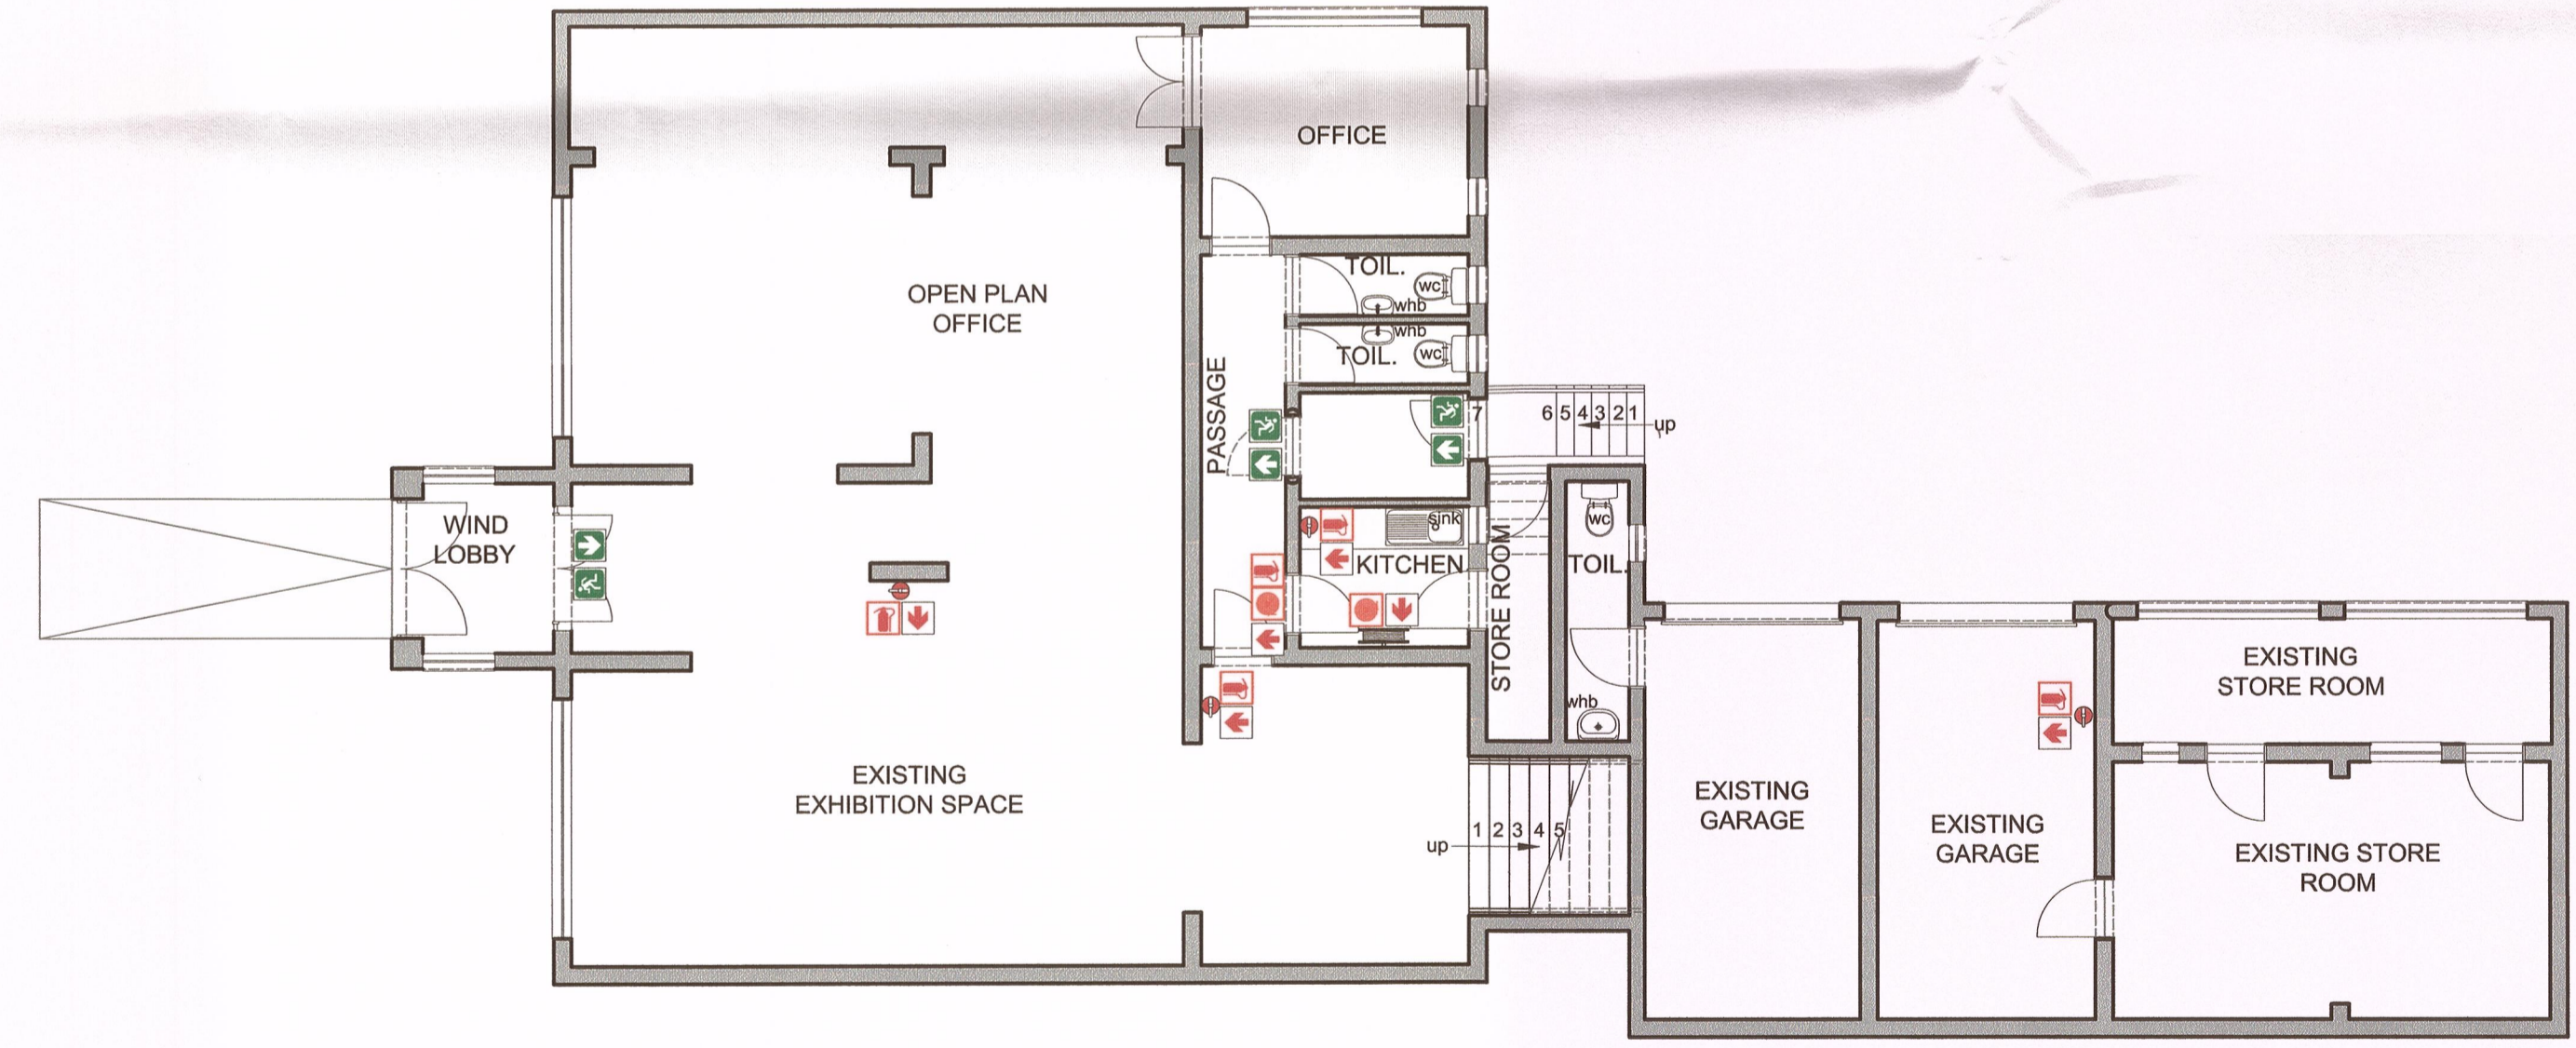 OFFICE
TOIL.
wc
whb
whb
TOIL.
wc
OPEN PLAN
OFFICE
PASSAGE
7
6 5 4 3 2 1
up
WIND
LOBBY
sink
KITCHEN
STORE ROOM
wc
TOIL.
whb
EXISTING
STORE ROOM
EXISTING
EXHIBITION SPACE
1 2 3 4 5
up
EXISTING
GARAGE
EXISTING
GARAGE
EXISTING STORE
ROOM